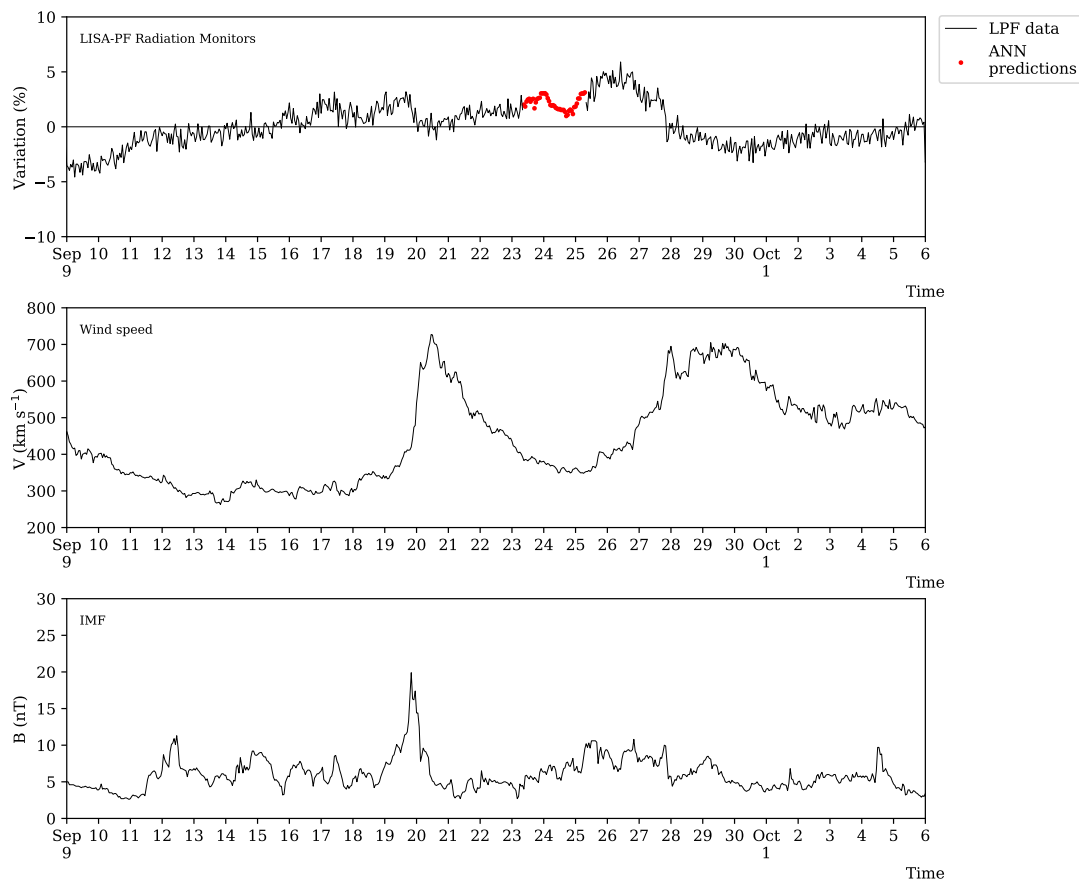 LISA-PF Radiation Monitors
LPF data
ANN
predictions
Variation (%)
10
5
0
−5
−10
Sep 10 11 12 13 14 15 16 17 18 19 20 21 22 23 24 25 26 27 28 29 30 Oct 2 3 4 5 6
9 1
Time
Wind speed
V (km s⁻¹)
800
700
600
500
400
300
200
Sep 10 11 12 13 14 15 16 17 18 19 20 21 22 23 24 25 26 27 28 29 30 Oct 2 3 4 5 6
9 1
Time
IMF
B (nT)
30
25
20
15
10
5
0
Sep 10 11 12 13 14 15 16 17 18 19 20 21 22 23 24 25 26 27 28 29 30 Oct 2 3 4 5 6
9 1
Time